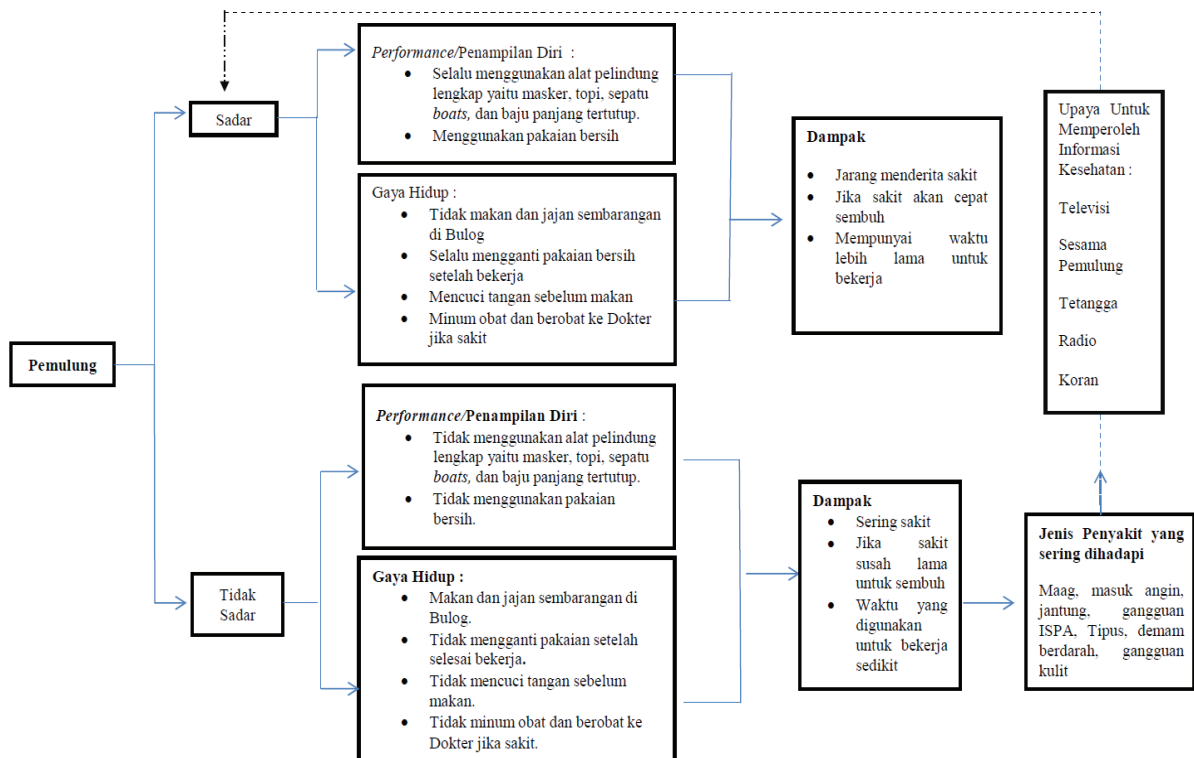 Pemulung
Sadar
Performance/Penampilan Diri :
• Selalu menggunakan alat pelindung
lengkap yaitu masker, topi, sepatu
boats, dan baju panjang tertutup.
• Menggunakan pakaian bersih
Gaya Hidup :
• Tidak makan dan jajan sembarangan
di Bulog
• Selalu mengganti pakaian bersih
setelah bekerja
• Mencuci tangan sebelum makan
• Minum obat dan berobat ke Dokter
jika sakit
Dampak
• Jarang menderita sakit
• Jika sakit akan cepat
sembuh
• Mempunyai waktu
lebih lama untuk
bekerja
Tidak
Sadar
Performance/Penampilan Diri :
• Tidak menggunakan alat pelindung
lengkap yaitu masker, topi, sepatu
boats, dan baju panjang tertutup.
• Tidak menggunakan pakaian
bersih.
Gaya Hidup :
• Makan dan jajan sembarangan di
Bulog.
• Tidak mengganti pakaian setelah
selesai bekerja.
• Tidak mencuci tangan sebelum
makan.
• Tidak minum obat dan berobat ke
Dokter jika sakit.
Dampak
• Sering sakit
• Jika sakit
susah lama
untuk sembuh
• Waktu yang
digunakan
untuk bekerja
sedikit
Jenis Penyakit yang
sering dihadapi
Maag, masuk angin,
jantung, gangguan
ISPA, Tipus, demam
berdarah, gangguan
kulit
Upaya Untuk
Memperoleh
Informasi
Kesehatan :
Televisi
Sesama
Pemulung
Tetangga
Radio
Koran